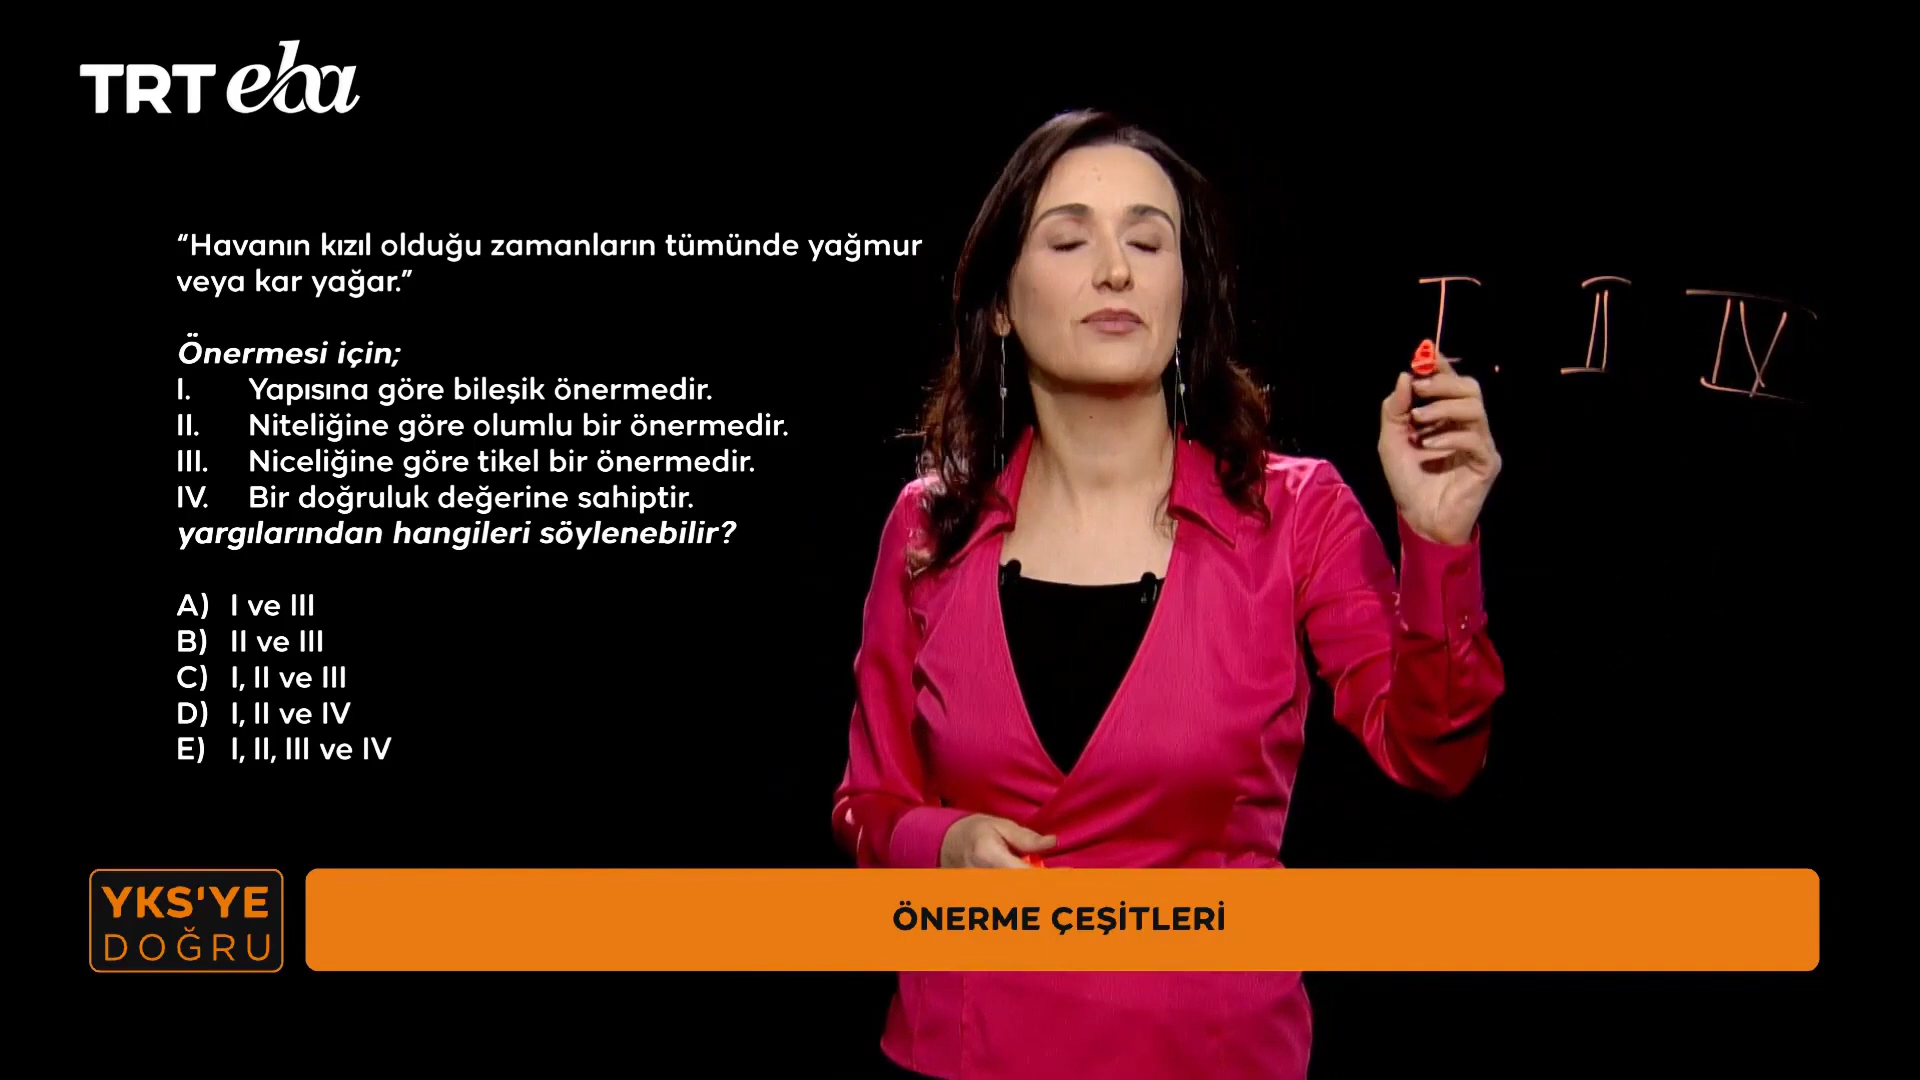 TRT eba
“Havanın kızıl olduğu zamanların tümünde yağmur
veya kar yağar.”
Önermesi için;
I. Yapısına göre bileşik önermedir.
II. Niteliğine göre olumlu bir önermedir.
III. Niceliğine göre tikel bir önermedir.
IV. Bir doğruluk değerine sahiptir.
yargılarından hangileri söylenebilir?
A) I ve III
B) II ve III
C) I, II ve III
D) I, II ve IV
E) I, II, III ve IV
I. II IV
YKS'YE
DOĞRU
ÖNERME ÇEŞİTLERİ